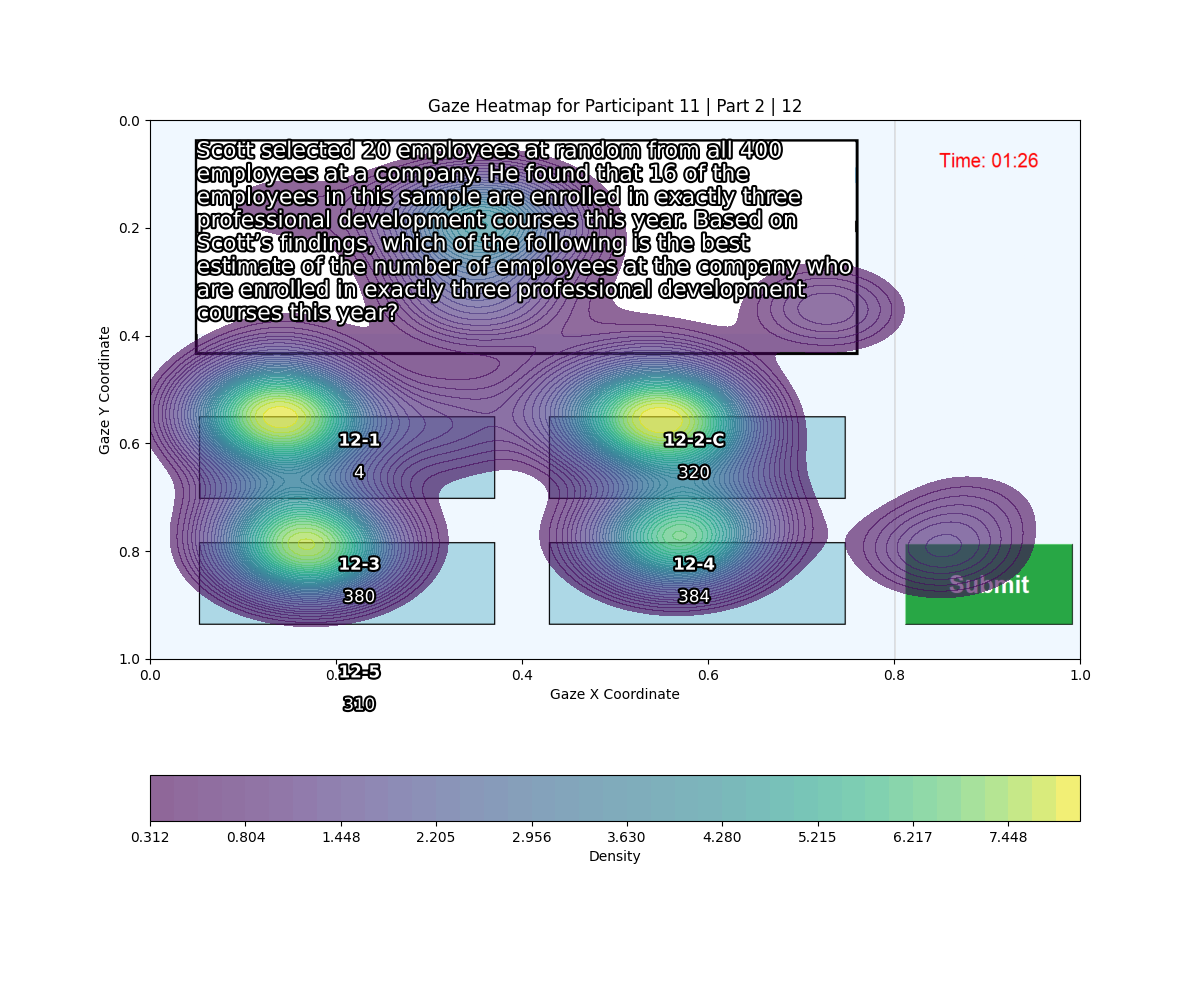 Gaze Heatmap for Participant 11 | Part 2 | 12
Scott selected 20 employees at random from all 400
employees at a company. He found that 16 of the
employees in this sample are enrolled in exactly three
professional development courses this year. Based on
Scott's findings, which of the following is the best
estimate of the number of employees at the company who
are enrolled in exactly three professional development
courses this year?
Time: 01:26
0.0
0.2
0.4
0.6
0.8
1.0
Gaze Y Coordinate
12-1
4
12-2-C
320
12-3
380
12-4
384
Submit
12-5
310
0.0 0.4 0.6 0.8 1.0
Gaze X Coordinate
0.312 0.804 1.448 2.205 2.956 3.630 4.280 5.215 6.217 7.448
Density